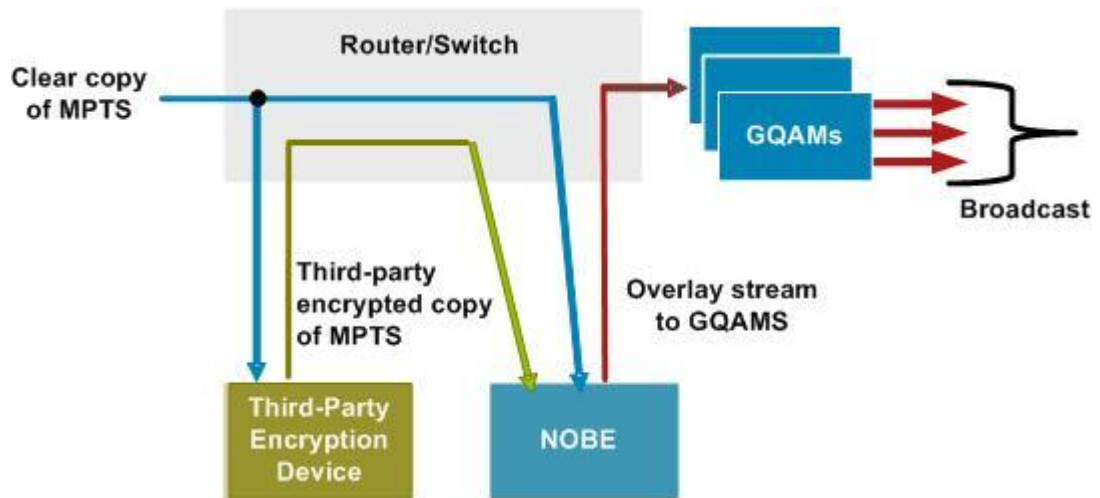 Router/Switch
Clear copy
of MPTS
GQAMs
Broadcast
Third-party
encrypted copy
of MPTS
Overlay stream
to GQAMS
Third-Party
Encryption
Device
NOBE